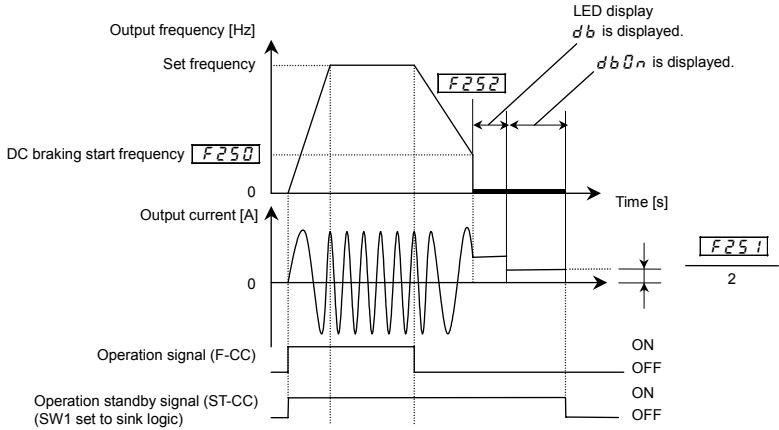 LED display
db is displayed.
dbOn is displayed.
Output frequency [Hz]
Set frequency
F252
DC braking start frequency F250
0
Time [s]
Output current [A]
F251
2
0
Operation signal (F-CC)
ON
OFF
Operation standby signal (ST-CC)
(SW1 set to sink logic)
ON
OFF